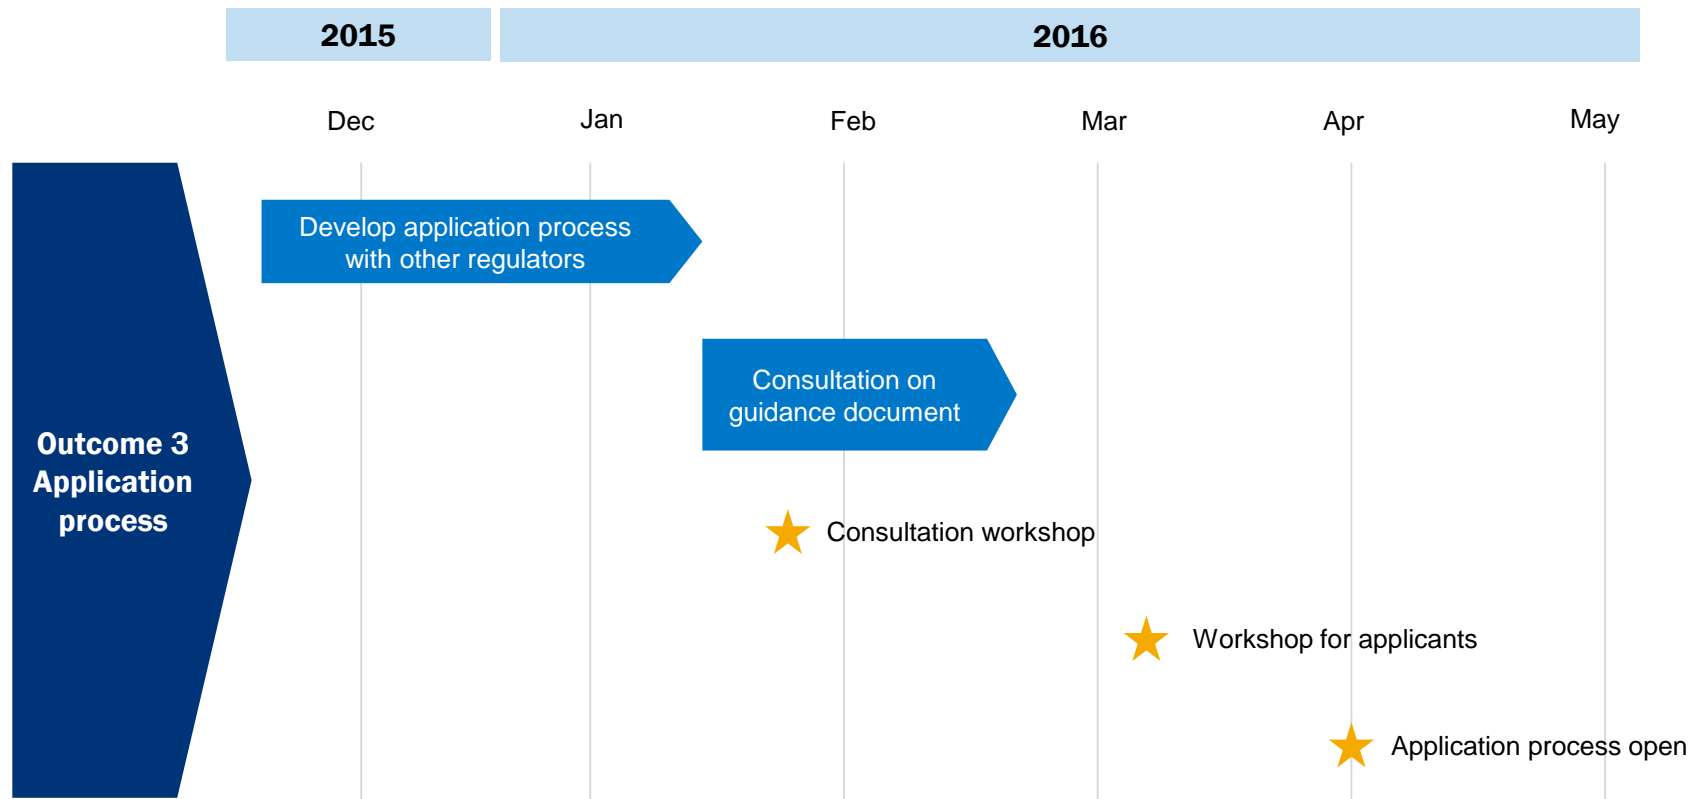 2015
2016
Dec
Jan
Feb
Mar
Apr
May
Develop application process
with other regulators
Consultation on
guidance document
Outcome 3
Application
process
Consultation workshop
Workshop for applicants
Application process open